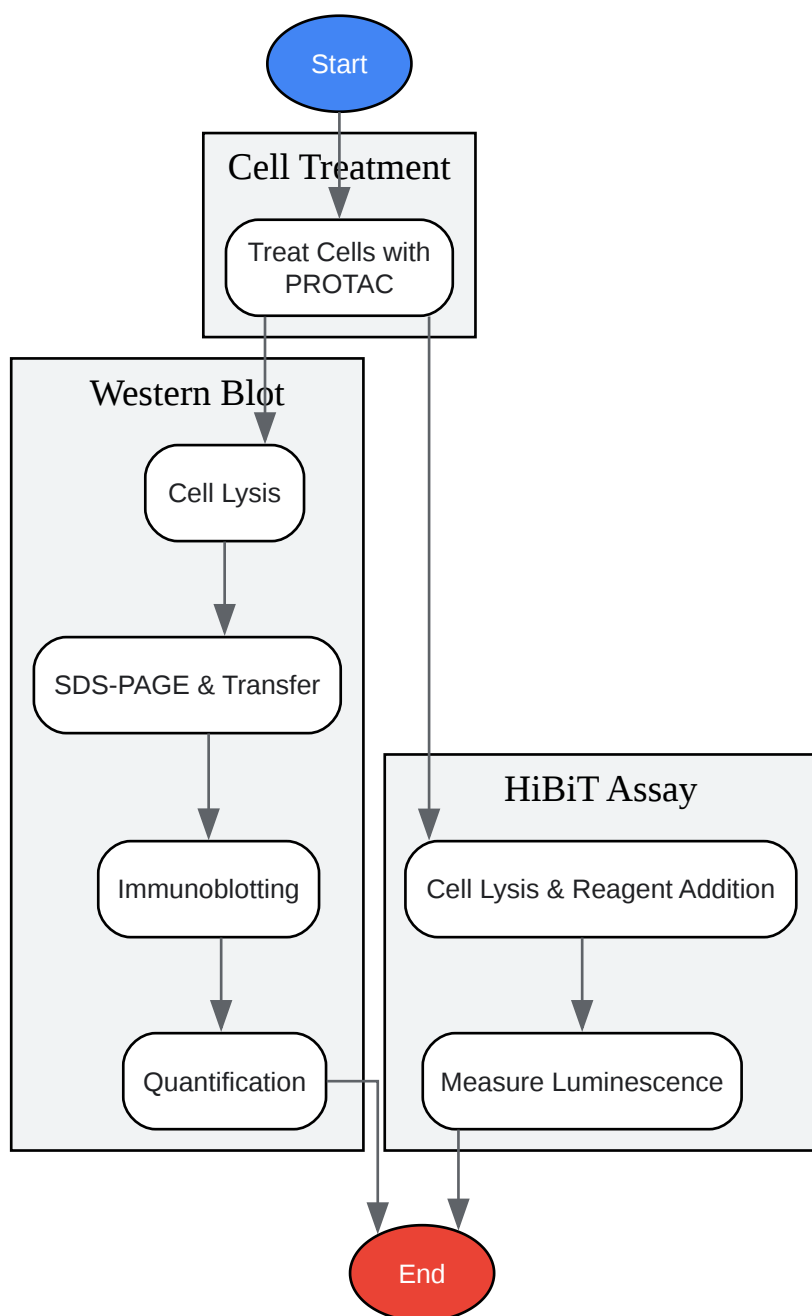 Start
Cell Treatment
Treat Cells with
PROTAC
Western Blot
Cell Lysis
SDS-PAGE & Transfer
Immunoblotting
Quantification
HiBiT Assay
Cell Lysis & Reagent Addition
Measure Luminescence
End